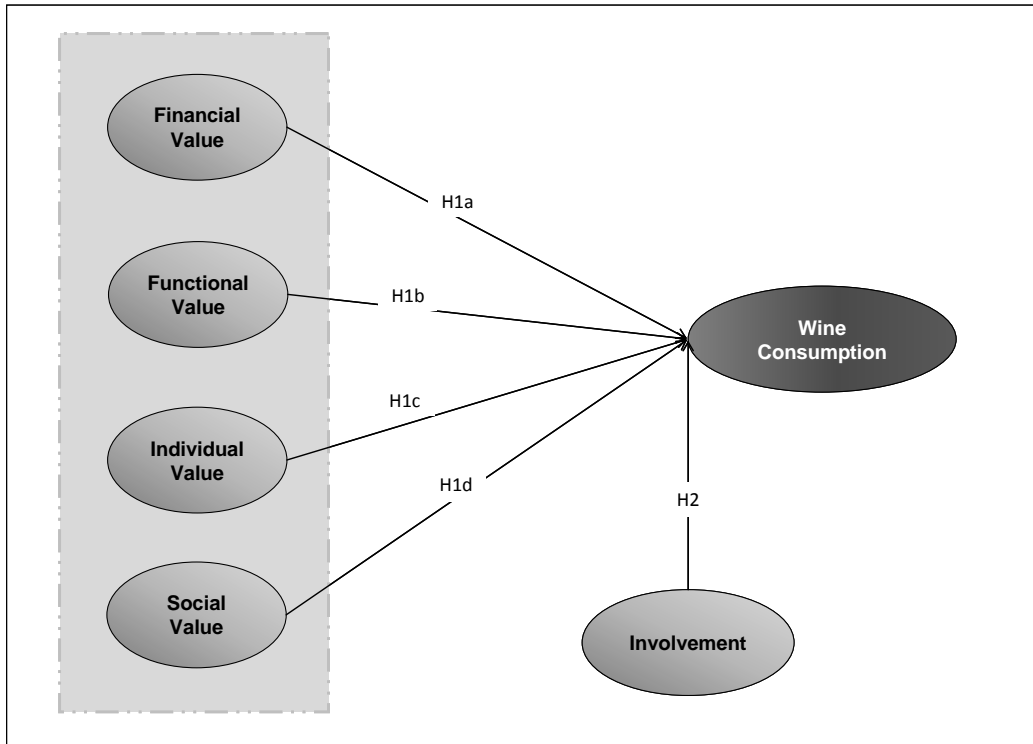 Financial
Value
H1a
Functional
Value
H1b
Wine
Consumption
H1c
Individual
Value
H1d
H2
Social
Value
Involvement